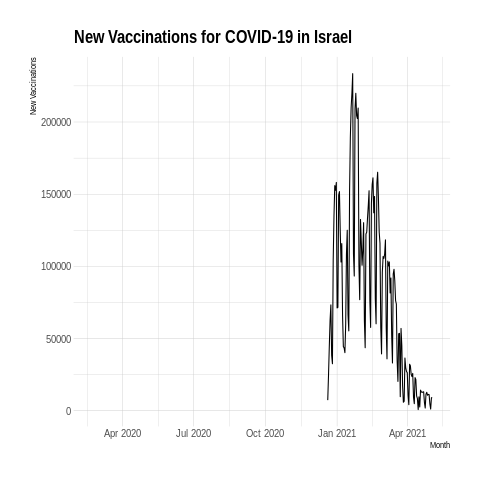 New Vaccinations for COVID-19 in Israel
New Vaccinations
200000
150000
100000
50000
0
Apr 2020 Jul 2020 Oct 2020 Jan 2021 Apr 2021
Month